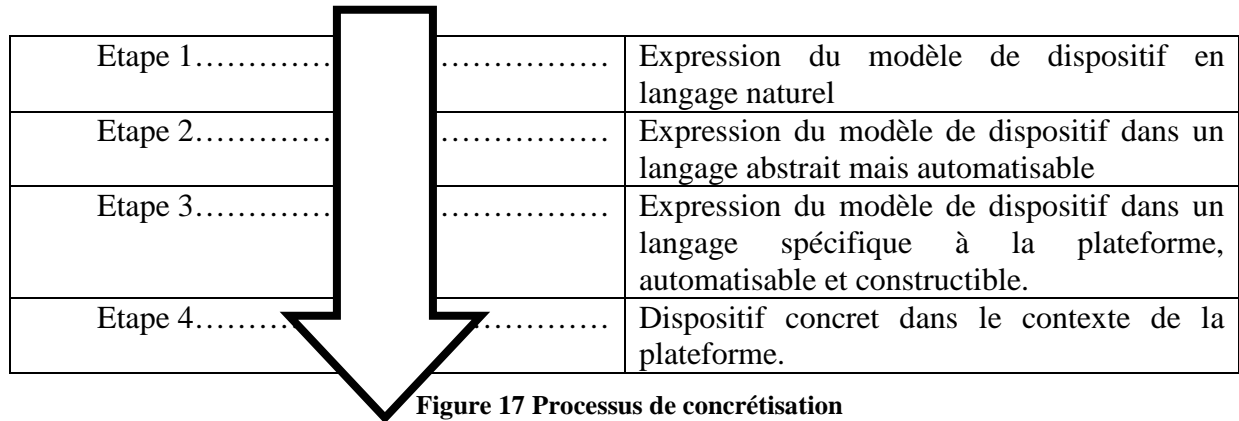 Etape 1…………. ……………… Expression du modèle de dispositif en
langage naturel
Etape 2…………. ……………… Expression du modèle de dispositif dans un
langage abstrait mais automatisable
Etape 3…………. ……………… Expression du modèle de dispositif dans un
langage spécifique à la plateforme,
automatisable et constructible.
Etape 4……… ……………… Dispositif concret dans le contexte de la
plateforme.
Figure 17 Processus de concrétisation